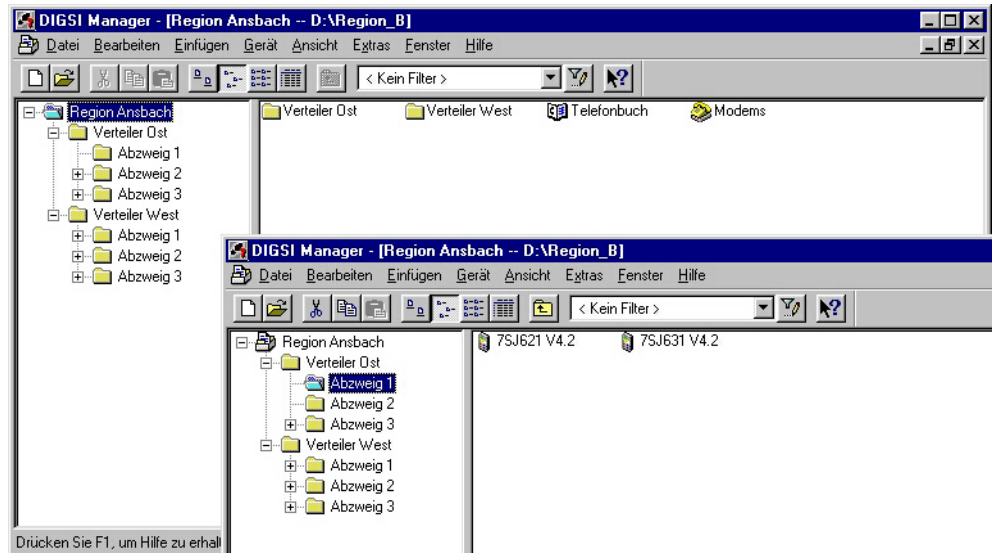 DIGSI Manager - [Region Ansbach -- D:\Region_B]
Datei Bearbeiten Einfügen Gerät Ansicht Extras Fenster Hilfe
< Kein Filter >
Region Ansbach
Verteiler Ost
Abzweig 1
Abzweig 2
Abzweig 3
Verteiler West
Abzweig 1
Abzweig 2
Abzweig 3
Verteiler Ost Verteiler West Telefonbuch Modems
Drücken Sie F1, um Hilfe zu erhal
DIGSI Manager - [Region Ansbach -- D:\Region_B]
Datei Bearbeiten Einfügen Gerät Ansicht Extras Fenster Hilfe
< Kein Filter >
Region Ansbach
Verteiler Ost
Abzweig 1
Abzweig 2
Abzweig 3
Verteiler West
Abzweig 1
Abzweig 2
Abzweig 3
7SJ621 V4.2 7SJ631 V4.2